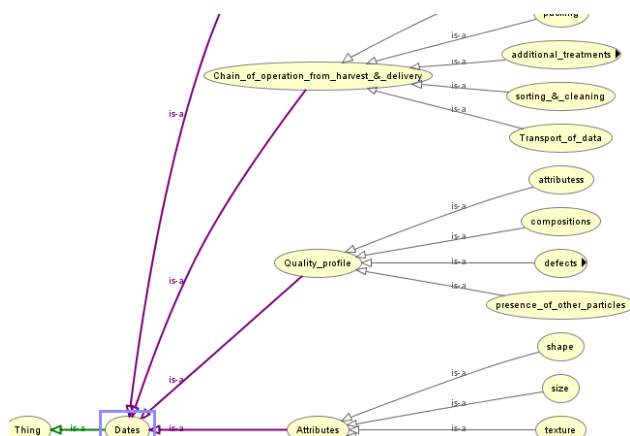 packing
is-a
additional_treatments
is-a
Chain_of_operation_from_harvest_&_delivery
is-a
sorting_&_cleaning
is-a
is-a
Transport_of_data
attributess
is-a
compositions
is-a
Quality_profile
is-a
defects
is-a
is-a
presence_of_other_particles
shape
is-a
is-a
size
is-a
Thing
is-a
Dates
is-a
Attributes
is-a
texture